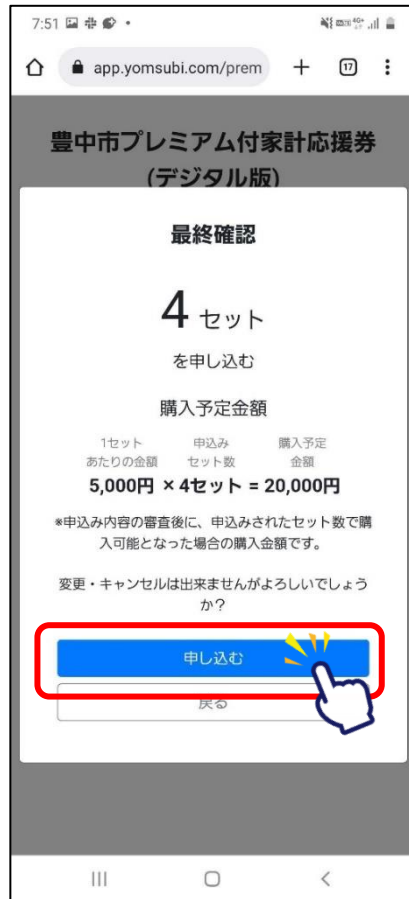 7:51
app.yomsubi.com/prem
17
豊中市プレミアム付家計応援券
(デジタル版)
最終確認
4 セット
を申し込む
購入予定金額
1セット 申込み 購入予定
あたりの金額 セット数 金額
5,000円 ×4セット = 20,000円
*申込み内容の審査後に、申込みされたセット数で購
入可能となった場合の購入金額です。
変更・キャンセルは出来ませんがよろしいでしょう
か？
申し込む
戻る